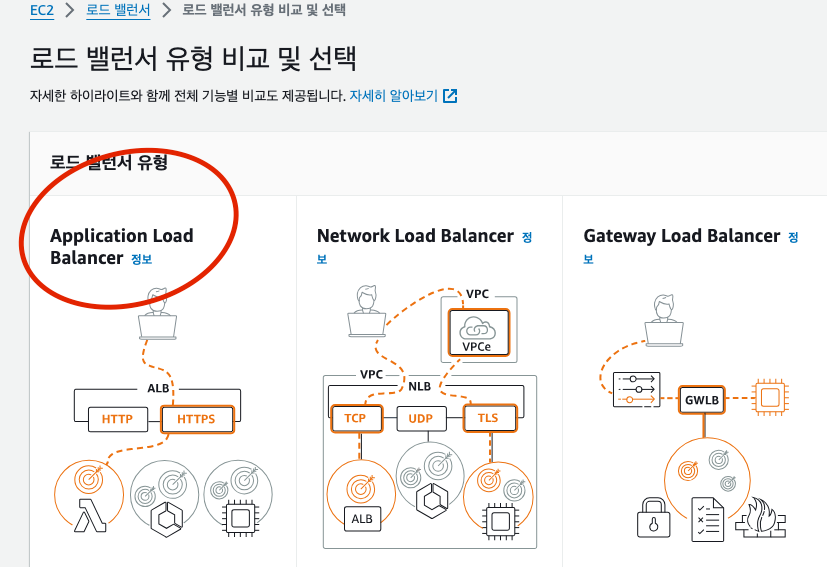 EC2 > 로드 밸런서 > 로드 밸런서 유형 비교 및 선택
로드 밸런서 유형 비교 및 선택
자세한 하이라이트와 함께 전체 기능별 비교도 제공됩니다. 자세히 알아보기
로드 밸런서 유형
Application Load
Balancer 정보
ALB
HTTP
HTTPS
Network Load Balancer 정
보
VPC
VPCe
VPC
NLB
TCP
UDP
TLS
ALB
Gateway Load Balancer 정
보
GWLB